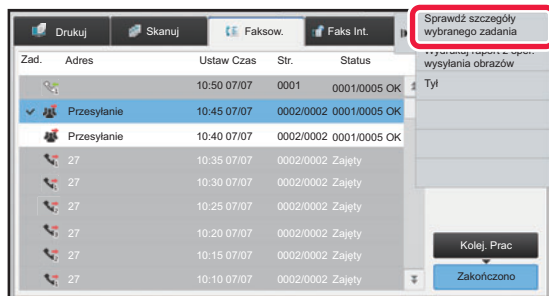 Drukuj Skanuj Faksow. Faks Int.
Sprawdź szczegóły
wybranego zadania
wysyłania obrazów
Tył
Zad. Adres Ustaw Czas Str. Status
10:50 07/07 0001 0001/0005 OK
Przesyłanie 10:45 07/07 0002/0002 0001/0005 OK
Przesyłanie 10:40 07/07 0002/0002 0001/0005 OK
27 10:35 07/07 0002/0002 Zajęty
27 10:30 07/07 0002/0002 Zajęty
27 10:25 07/07 0002/0002 Zajęty
27 10:20 07/07 0002/0002 Zajęty
27 10:15 07/07 0002/0002 Zajęty
27 10:10 07/07 0002/0002 Zajęty
Kolej. Prac
Zakończono